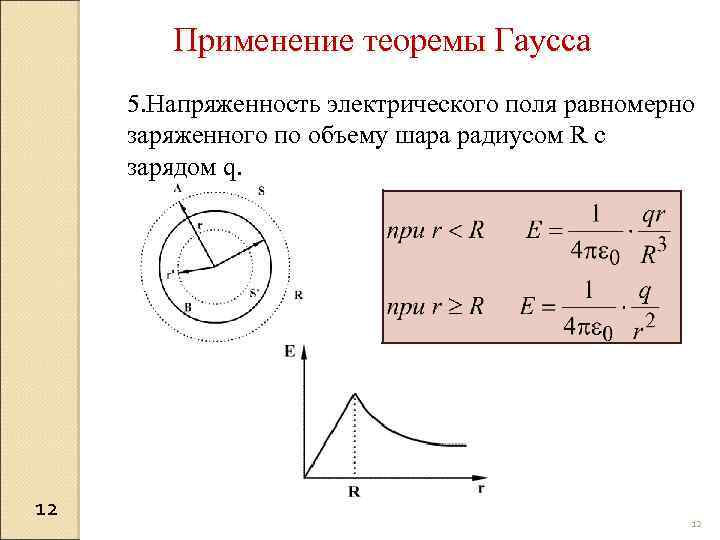 Применение теоремы Гаусса
5. Напряженность электрического поля равномерно
заряженного по объему шара радиусом R с
зарядом q.
A
S
r
r'
S'
R
B
при r < R E = 1/4πε₀ · qr/R³
при r ≥ R E = 1/4πε₀ · q/r²
E
R
r
12
12